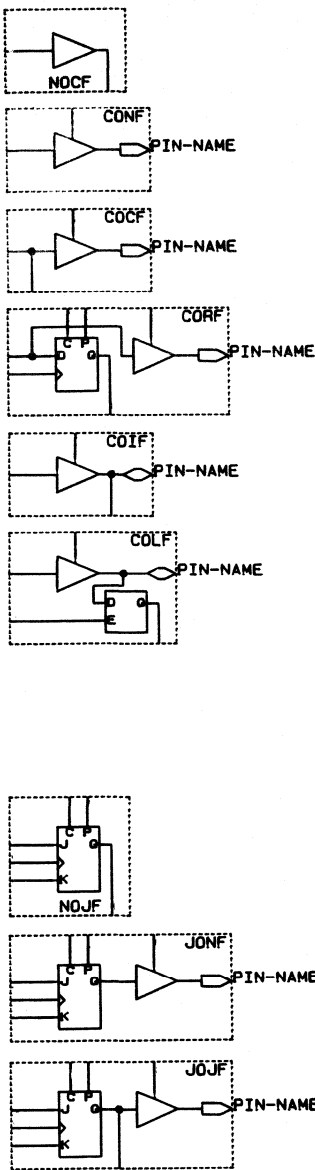 NOCF
CONF
PIN-NAME
COCF
PIN-NAME
CORF
C P
D Q
PIN-NAME
COIF
PIN-NAME
COLF
PIN-NAME
D Q
E
C P
J Q
K
NOJF
JONF
C P
J Q
K
PIN-NAME
JOJF
C P
J Q
K
PIN-NAME